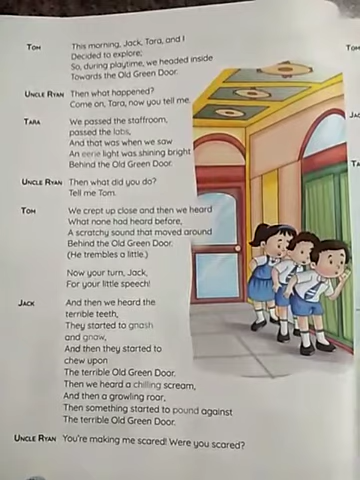 TOM This morning, Jack, Tara, and I
Decided to explore;
So, during playtime, we headed inside
Towards the Old Green Door.
UNCLE RYAN Then what happened?
Come on, Tara, now you tell me.
TARA We passed the staffroom,
passed the labs,
And that was when we saw
An eerie light was shining bright
Behind the Old Green Door.
UNCLE RYAN Then what did you do?
Tell me Tom.
TOM We crept up close and then we heard
What none had heard before,
A scratchy sound that moved around
Behind the Old Green Door.
(He trembles a little.)
Now your turn, Jack,
For your little speech!
JACK And then we heard the
terrible teeth,
They started to gnash
and gnaw,
And then they started to
chew upon
The terrible Old Green Door.
Then we heard a chilling scream,
And then a growling roar,
Then something started to pound against
The terrible Old Green Door.
UNCLE RYAN You're making me scared! Were you scared?